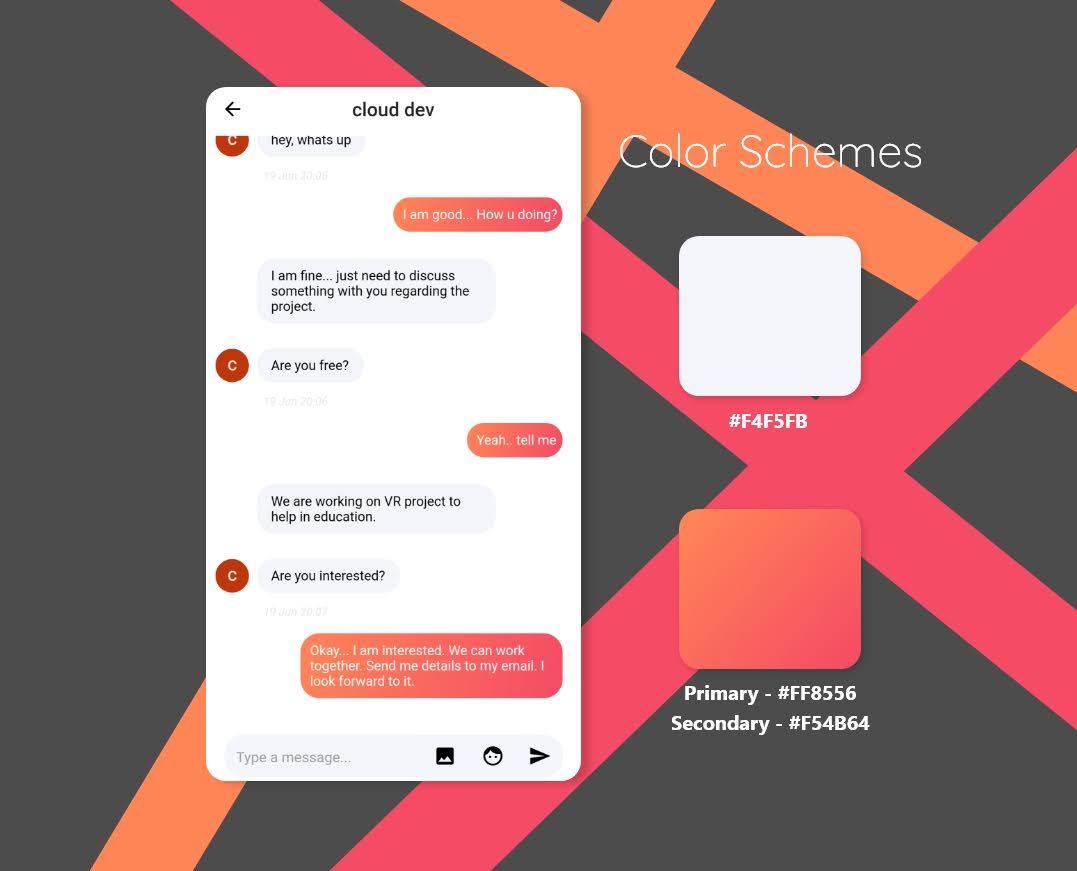 cloud dev
C
hey, whats up
19 Jun 20:05
I am good... How u doing?
I am fine... just need to discuss
something with you regarding the
project.
C
Are you free?
19 Jun 20:06
Yeah.. tell me
We are working on VR project to
help in education.
C
Are you interested?
19 Jun 20:07
Okay... I am interested. We can work
together. Send me details to my email. I
look forward to it.
Type a message...
Color Schemes
#F4F5FB
Primary - #FF8556
Secondary - #F54B64